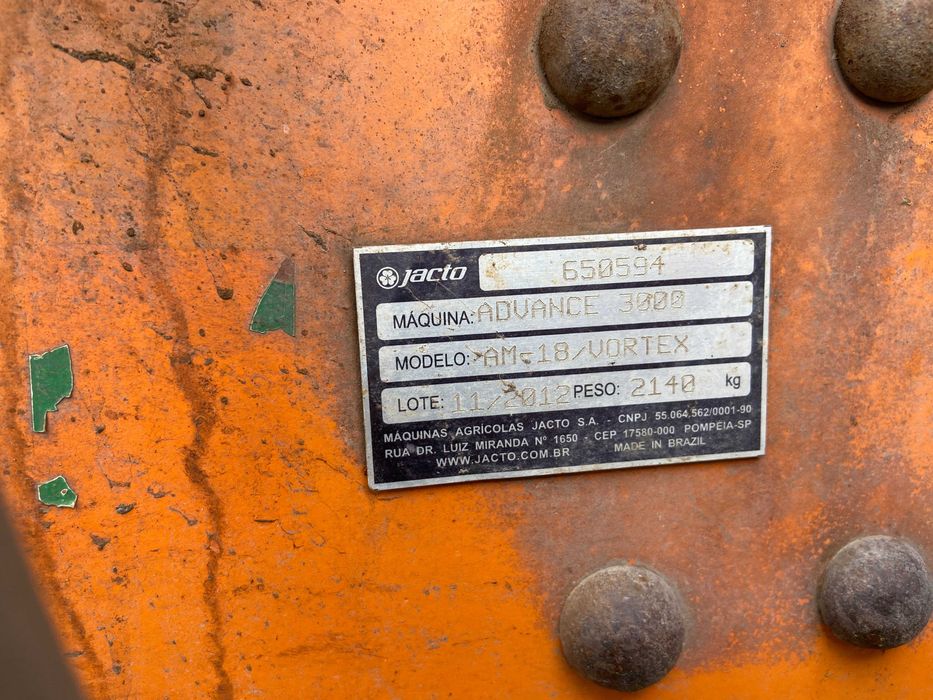 Jacto 650594
MÁQUINA: ADVANCE 3000
MODELO: AM-18/VORTEX
LOTE: 11/2012 PESO: 2140 kg
MÁQUINAS AGRÍCOLAS JACTO S.A. - CNPJ 55.064.562/0001-90
RUA DR. LUIZ MIRANDA Nº 1650 - CEP 17580-000 POMPEIA-SP
WWW.JACTO.COM.BR MADE IN BRAZIL